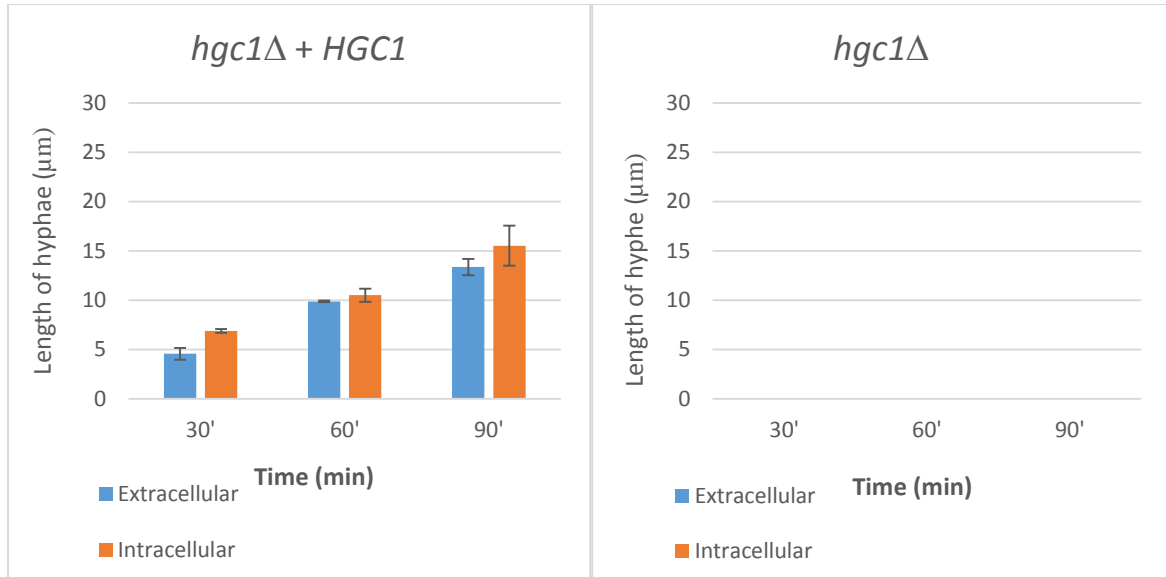 hgc1Δ + HGC1
30
25
20
15
10
5
0
Length of hyphae (µm)
30' 60' 90'
Time (min)
Extracellular
Intracellular
hgc1Δ
30
25
20
15
10
5
0
Length of hyphe (µm)
30' 60' 90'
Time (min)
Extracellular
Intracellular